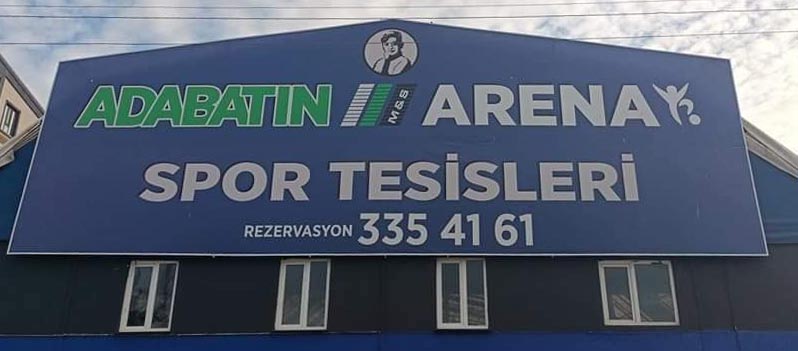 ADABATIN M&S ARENA
SPOR TESİSLERİ
REZERVASYON 335 41 61